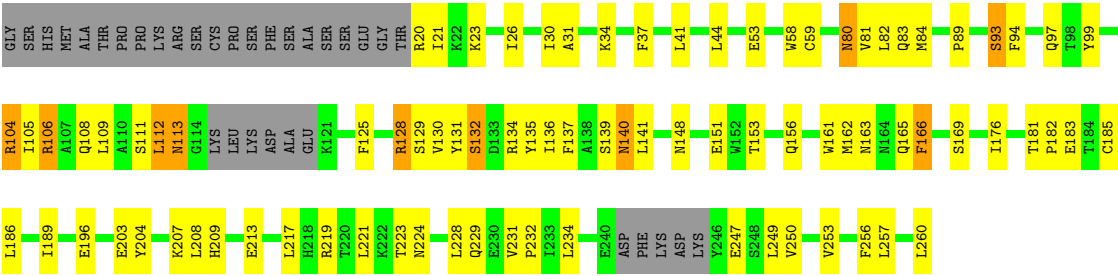 GLY SER HIS MET ALA THR PRO PRO LYS ARG SER CYS PRO SER PHE SER ALA SER SER GLU GLY THR R20 I21 K22 K23 I26 I30 A31 K34 F37 L41 L44 E53 W58 C59 N80 V81 L82 Q83 M84 P89 S93 F94 Q97 T98 Y99
R104 I105 R106 A107 Q108 L109 A110 S111 L112 N113 G114 LYS LEU LYS ASP ALA GLU K121 F125 R128 S129 V130 Y131 S132 D133 R134 Y135 I136 F137 A138 S139 N140 L141 N148 E151 W152 T153 Q156 W161 M162 N163 N164 Q165 F166 S169 I176 T181 P182 E183 T184 C185
L186 I189 E196 E203 Y204 K207 L208 H209 E213 L217 H218 R219 T220 L221 K222 T223 N224 L228 Q229 E230 V231 P232 I233 L234 E240 ASP PHE LYS ASP LYS Y246 E247 S248 L249 V250 V253 F256 L257 L260